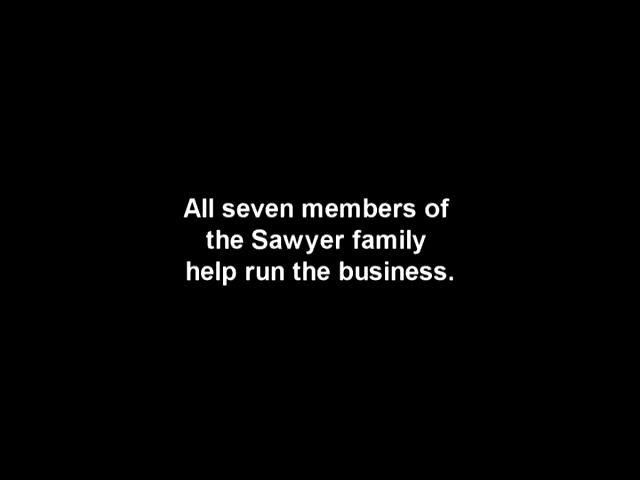 All seven members of
the Sawyer family
help run the business.